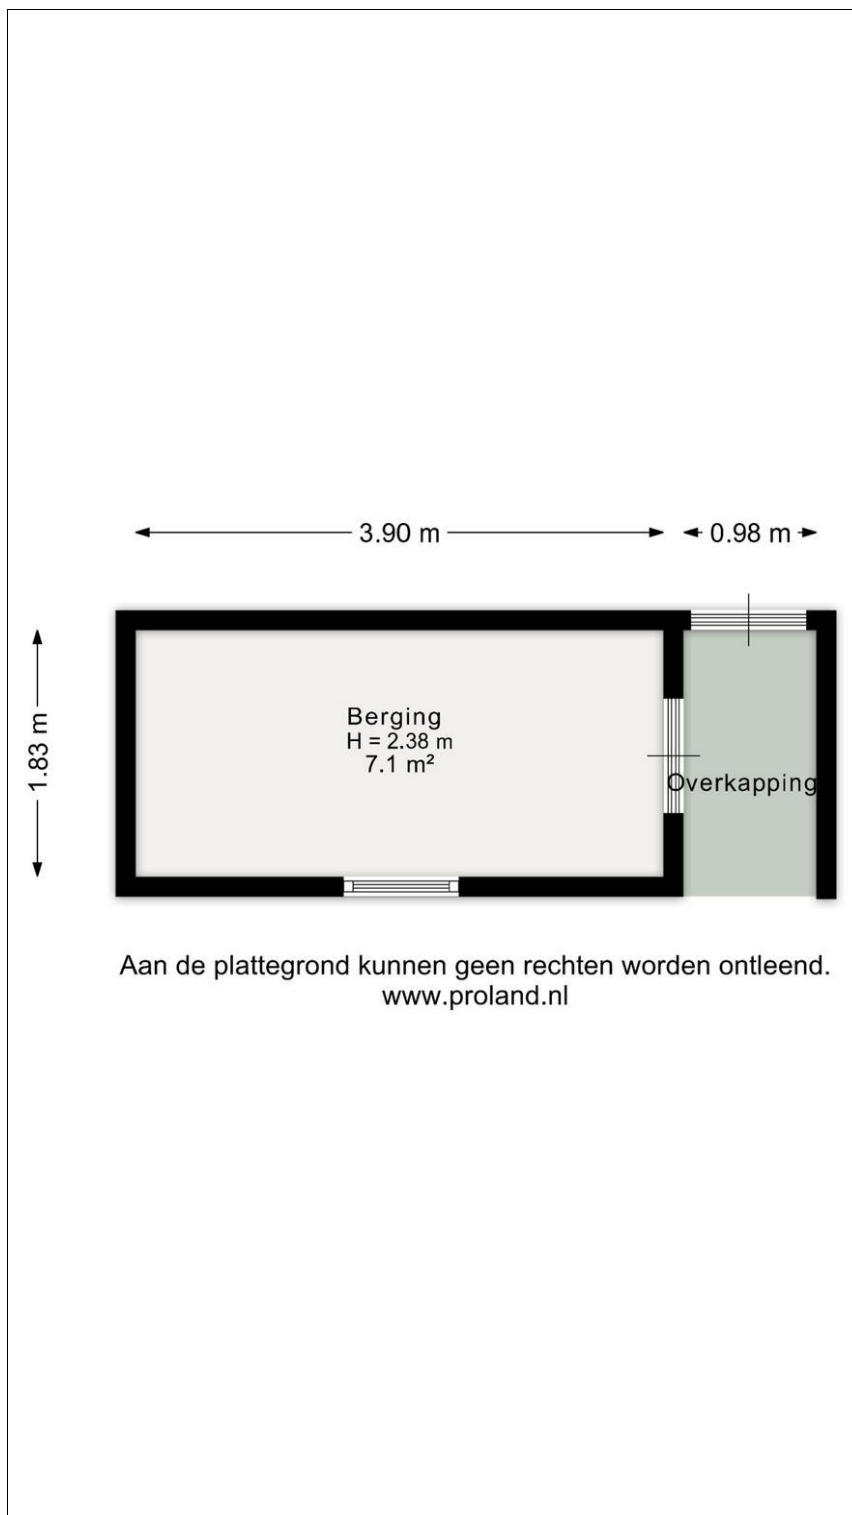 3.90 m
0.98 m
1.83 m
Berging
H = 2.38 m
7.1 m²
Overkapping
Aan de plattegrond kunnen geen rechten worden ontleend.
www.proland.nl